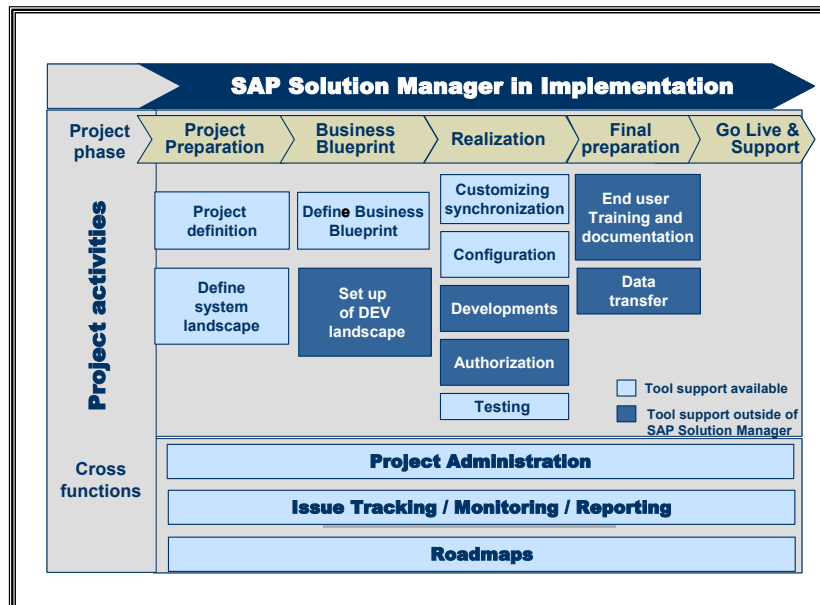 SAP Solution Manager in Implementation
Project
phase
Project
Preparation
Business
Blueprint
Realization
Final
preparation
Go Live &
Support
Project activities
Project
definition
Define
system
landscape
Define Business
Blueprint
Set up
of DEV
landscape
Customizing
synchronization
Configuration
Developments
Authorization
Testing
End user
Training and
documentation
Data
transfer
Tool support available
Tool support outside of
SAP Solution Manager
Cross
functions
Project Administration
Issue Tracking / Monitoring / Reporting
Roadmaps